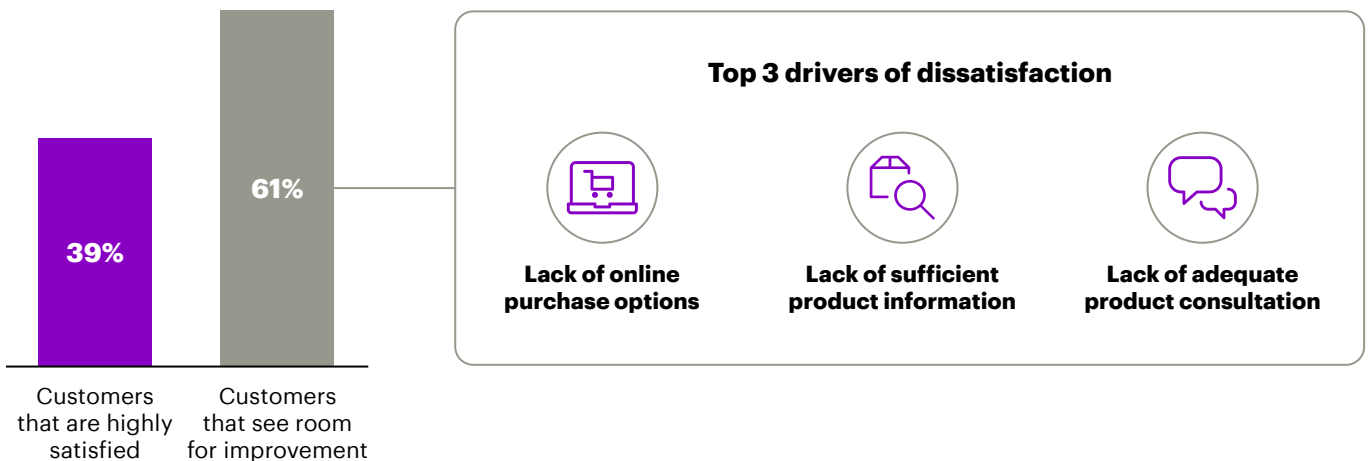 39%
61%
Customers
that are highly
satisfied
Customers
that see room
for improvement
Top 3 drivers of dissatisfaction
Lack of online
purchase options
Lack of sufficient
product information
Lack of adequate
product consultation